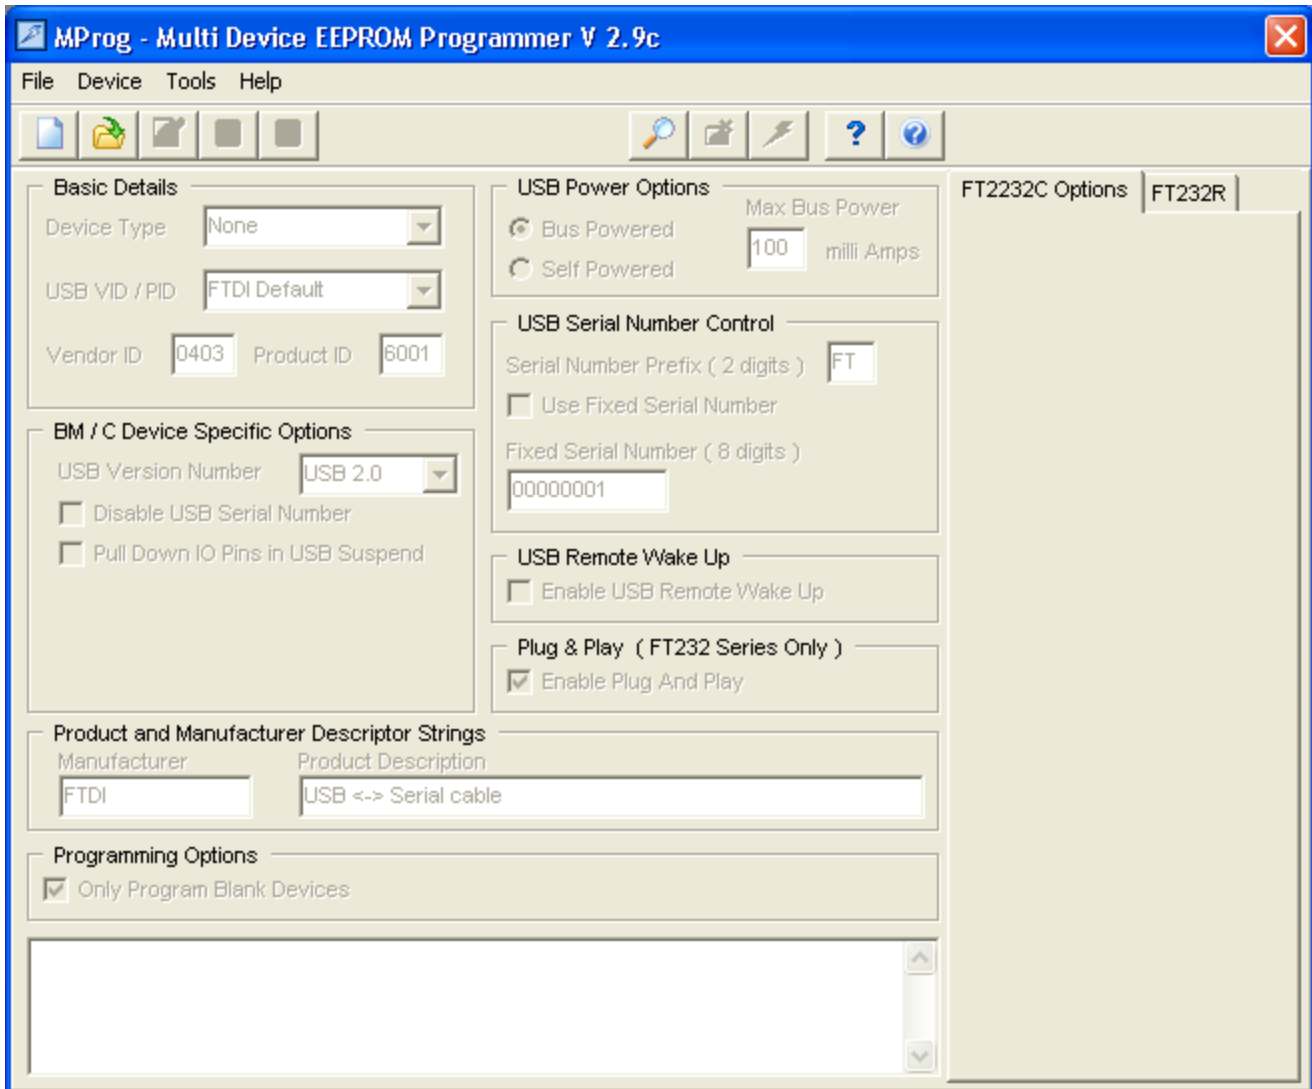 MProg - Multi Device EEPROM Programmer V 2.9c
File Device Tools Help
Basic Details
Device Type None
USB VID / PID FTDI Default
Vendor ID 0403 Product ID 6001
BM / C Device Specific Options
USB Version Number USB 2.0
Disable USB Serial Number
Pull Down IO Pins in USB Suspend
USB Power Options
Max Bus Power
Bus Powered
100 milli Amps
Self Powered
USB Serial Number Control
Serial Number Prefix ( 2 digits ) FT
Use Fixed Serial Number
Fixed Serial Number ( 8 digits )
00000001
USB Remote Wake Up
Enable USB Remote Wake Up
Plug & Play ( FT232 Series Only )
Enable Plug And Play
Product and Manufacturer Descriptor Strings
Manufacturer Product Description
FTDI USB <-> Serial cable
Programming Options
Only Program Blank Devices
FT2232C Options FT232R